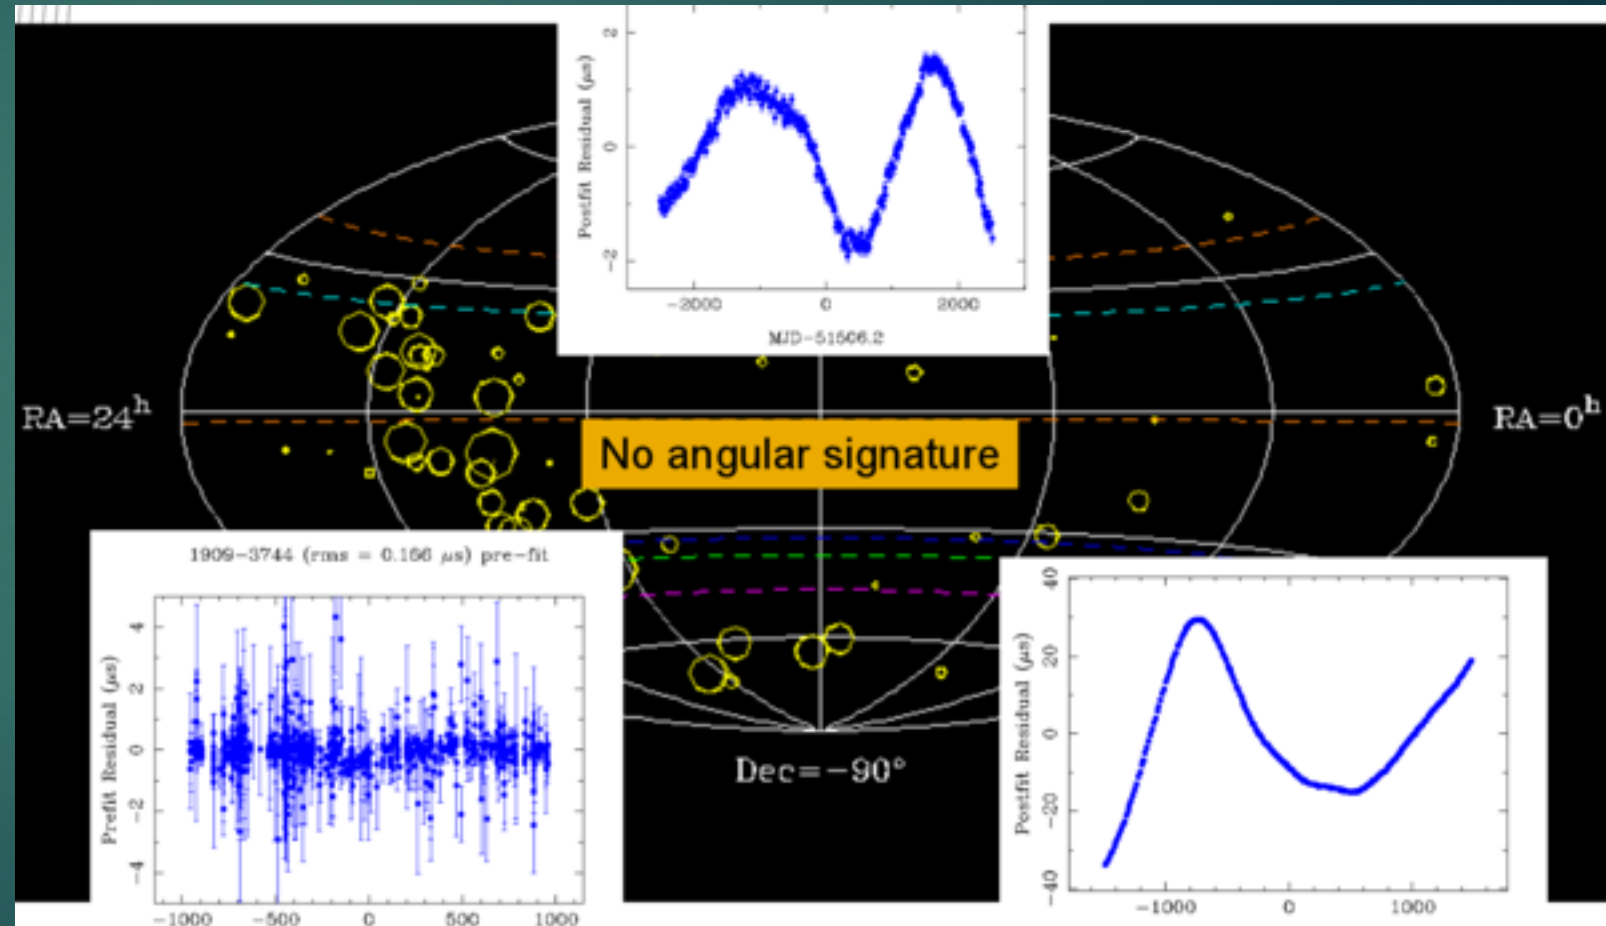 2
0
−2
Postfit Residual (μs)
−2000 0 2000
MJD−51506.2
RA=24h
RA=0h
No angular signature
1909−3744 (rms = 0.166 μs) pre−fit
4
2
0
−2
−4
Prefit Residual (μs)
−1000 −500 0 500 1000
Dec=−90°
40
20
0
−20
−40
Postfit Residual (μs)
−1000 0 1000